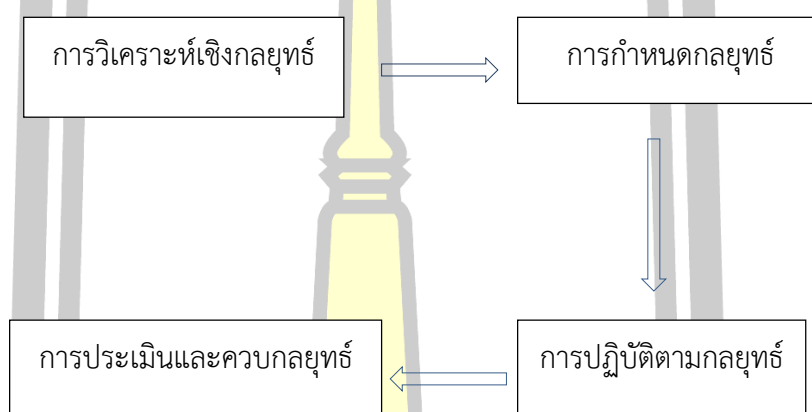 การวิเคราะห์เชิงกลยุทธ์
การกำหนดกลยุทธ์
การปฏิบัติตามกลยุทธ์
การประเมินและควบกลยุทธ์